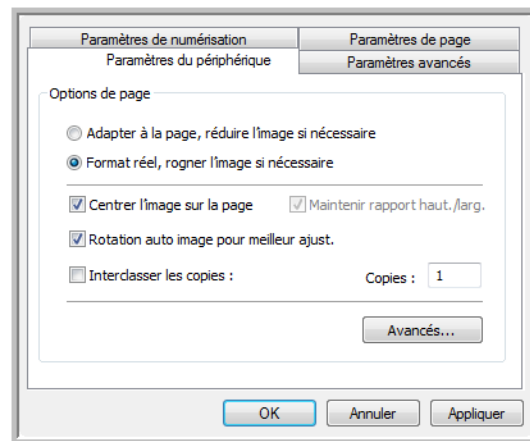 Paramètres de numérisation
Paramètres de page
Paramètres du périphérique
Paramètres avancés
Options de page
Adapter à la page, réduire l'image si nécessaire
Format réel, rogner l'image si nécessaire
Centrer l'image sur la page
Maintenir rapport haut./larg.
Rotation auto image pour meilleur ajust.
Interclasser les copies :
Copies : 1
Avancés...
OK
Annuler
Appliquer